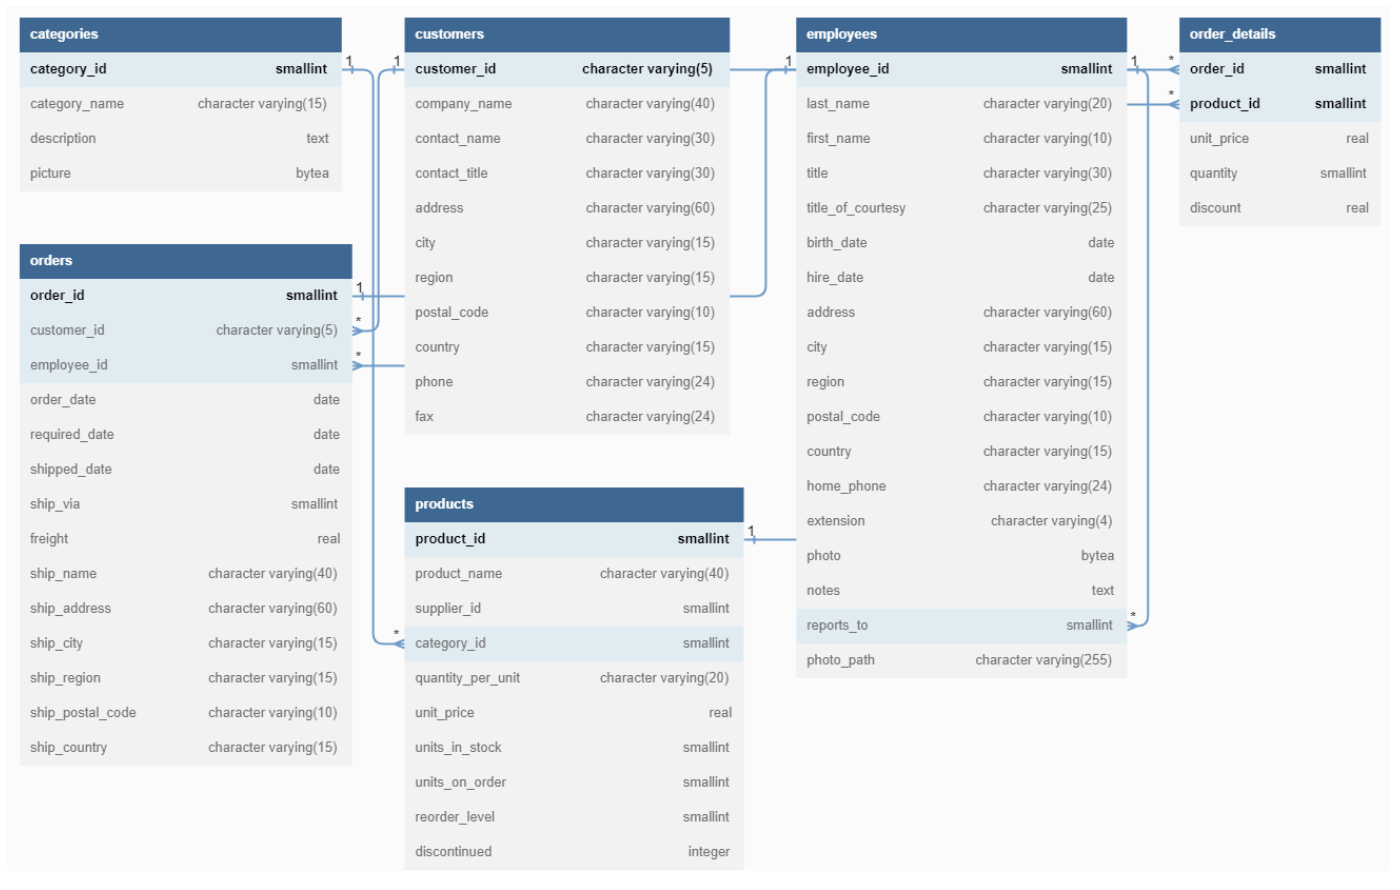 categories
category_id smallint
category_name character varying(15)
description text
picture bytea
orders
order_id smallint
customer_id character varying(5)
employee_id smallint
order_date date
required_date date
shipped_date date
ship_via smallint
freight real
ship_name character varying(40)
ship_address character varying(60)
ship_city character varying(15)
ship_region character varying(15)
ship_postal_code character varying(10)
ship_country character varying(15)
1
1
*
*
1
*
customers
customer_id character varying(5)
company_name character varying(40)
contact_name character varying(30)
contact_title character varying(30)
address character varying(60)
city character varying(15)
region character varying(15)
postal_code character varying(10)
country character varying(15)
phone character varying(24)
fax character varying(24)
products
product_id smallint
product_name character varying(40)
supplier_id smallint
category_id smallint
quantity_per_unit character varying(20)
unit_price real
units_in_stock smallint
units_on_order smallint
reorder_level smallint
discontinued integer
1
1
employees
employee_id smallint
last_name character varying(20)
first_name character varying(10)
title character varying(30)
title_of_courtesy character varying(25)
birth_date date
hire_date date
address character varying(60)
city character varying(15)
region character varying(15)
postal_code character varying(10)
country character varying(15)
home_phone character varying(24)
extension character varying(4)
photo bytea
notes text
reports_to smallint
photo_path character varying(255)
1
*
*
*
order_details
order_id smallint
product_id smallint
unit_price real
quantity smallint
discount real